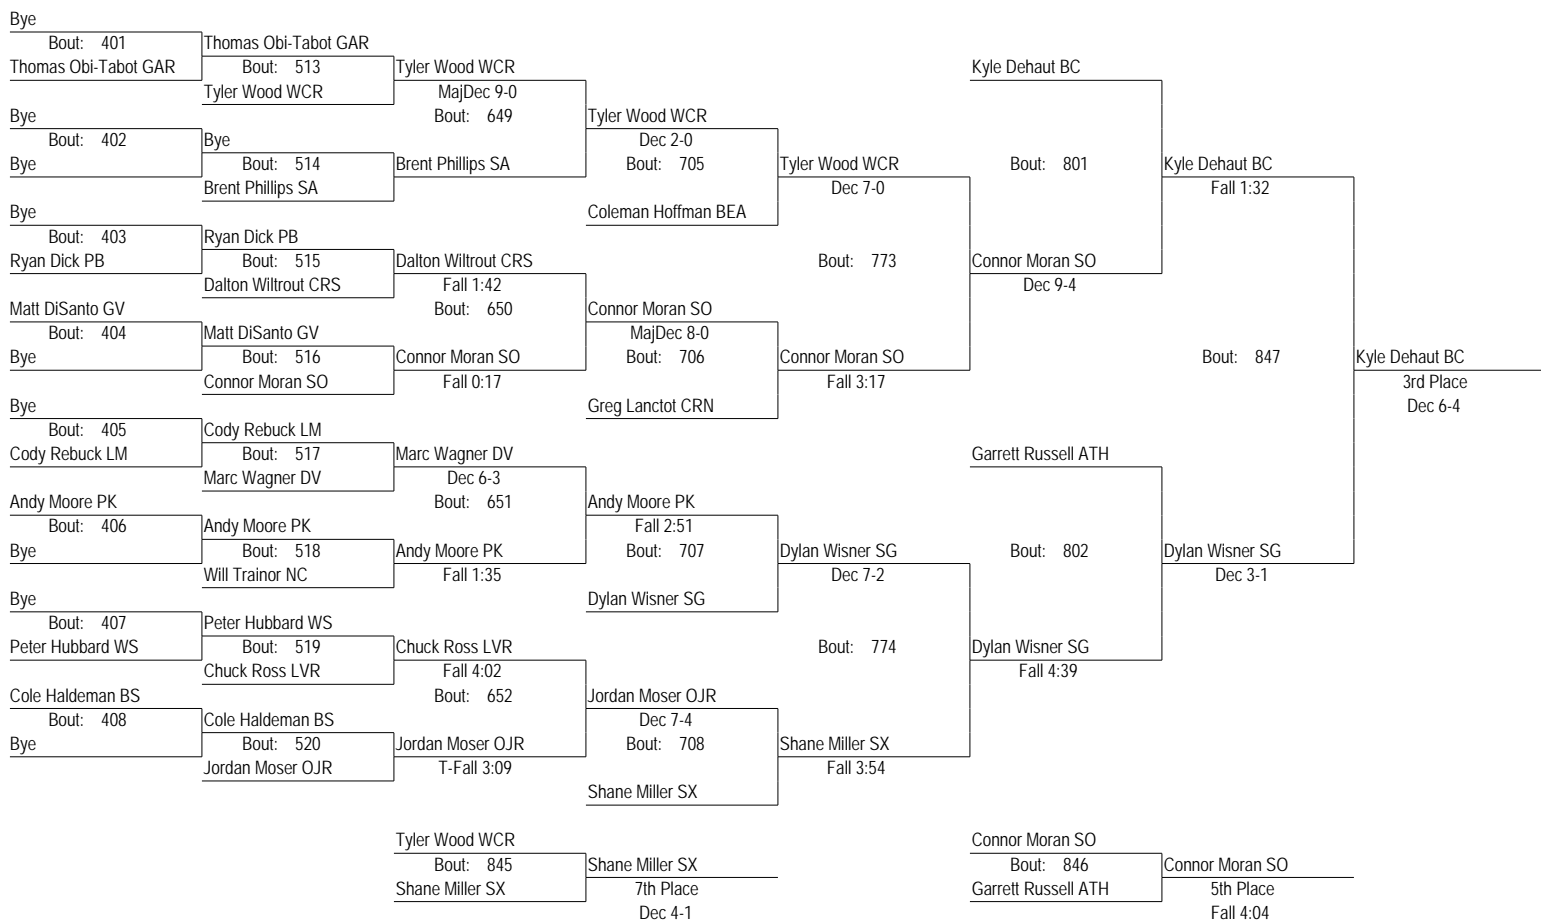 Bye
Bout: 401 Thomas Obi-Tabot GAR
Thomas Obi-Tabot GAR Bout: 513 Tyler Wood WCR Kyle Dehaut BC
Tyler Wood WCR MajDec 9-0
Bye Bout: 649 Tyler Wood WCR
Bout: 402 Bye Dec 2-0
Bye Bout: 514 Brent Phillips SA Bout: 705 Tyler Wood WCR Bout: 801 Kyle Dehaut BC
Brent Phillips SA Dec 7-0 Fall 1:32
Bye Coleman Hoffman BEA
Bout: 403 Ryan Dick PB
Ryan Dick PB Bout: 515 Dalton Wiltrout CRS Bout: 773 Connor Moran SO
Dalton Wiltrout CRS Fall 1:42 Dec 9-4
Matt DiSanto GV Bout: 650 Connor Moran SO
Bout: 404 Matt DiSanto GV MajDec 8-0
Bye Bout: 516 Connor Moran SO Bout: 706 Connor Moran SO Bout: 847 Kyle Dehaut BC
Connor Moran SO Fall 0:17 Fall 3:17 3rd Place
Bye Greg Lanctot CRN Dec 6-4
Bout: 405 Cody Rebuck LM
Cody Rebuck LM Bout: 517 Marc Wagner DV Garrett Russell ATH
Marc Wagner DV Dec 6-3
Andy Moore PK Bout: 651 Andy Moore PK
Bout: 406 Andy Moore PK Fall 2:51
Bye Bout: 518 Andy Moore PK Bout: 707 Dylan Wisner SG Bout: 802 Dylan Wisner SG
Will Trainor NC Fall 1:35 Dec 7-2 Dec 3-1
Bye Dylan Wisner SG
Bout: 407 Peter Hubbard WS
Peter Hubbard WS Bout: 519 Chuck Ross LVR Bout: 774 Dylan Wisner SG
Chuck Ross LVR Fall 4:02 Fall 4:39
Cole Haldeman BS Bout: 652 Jordan Moser OJR
Bout: 408 Cole Haldeman BS Dec 7-4
Bye Bout: 520 Jordan Moser OJR Bout: 708 Shane Miller SX
Jordan Moser OJR T-Fall 3:09 Fall 3:54
Shane Miller SX
Tyler Wood WCR Connor Moran SO
Bout: 845 Shane Miller SX Bout: 846 Connor Moran SO
Shane Miller SX 7th Place Garrett Russell ATH 5th Place
Dec 4-1 Fall 4:04